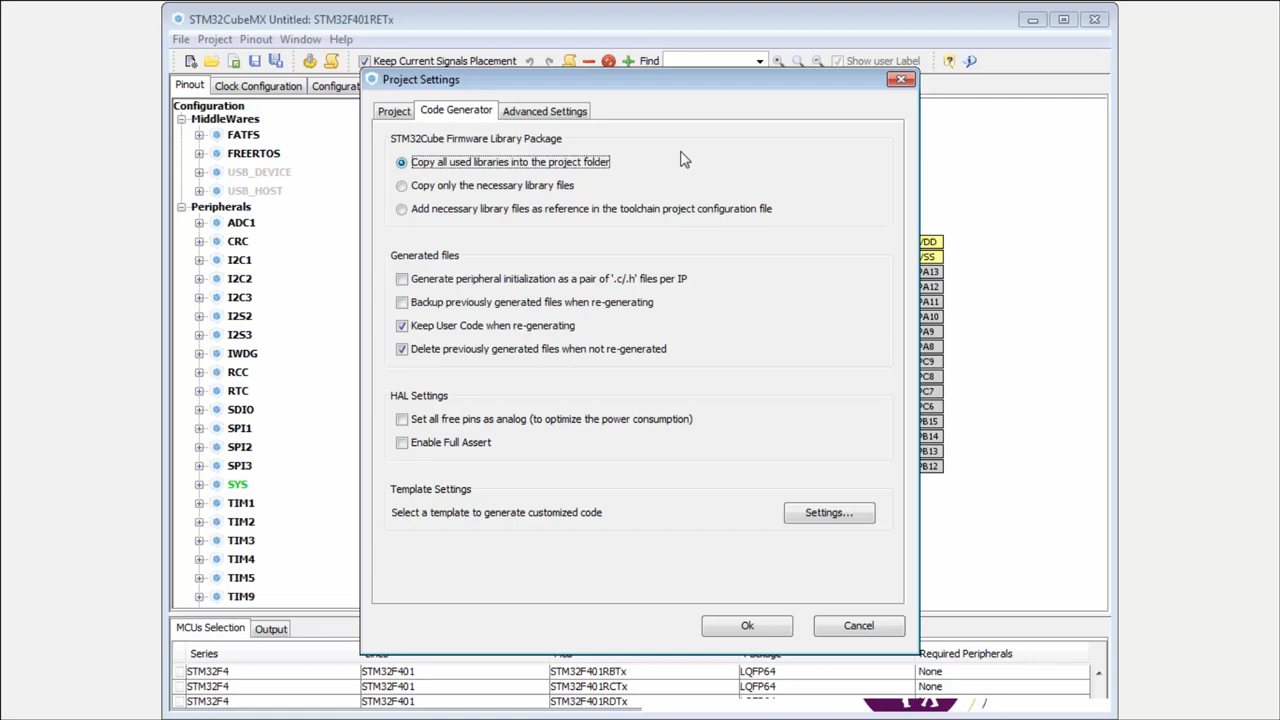 STM32CubeMX Untitled: STM32F401RETx
File Project Pinout Window Help
Keep Current Signals Placement Find Show user Label
Pinout Clock Configuration Configurat
Project Settings
Project Code Generator Advanced Settings
Configuration
MiddleWares
FATFS
FREERTOS
USB_DEVICE
USB_HOST
Peripherals
ADC1
CRC
I2C1
I2C2
I2C3
I2S2
I2S3
IWDG
RCC
RTC
SDIO
SPI1
SPI2
SPI3
SYS
TIM1
TIM2
TIM3
TIM4
TIM5
TIM9
STM32Cube Firmware Library Package
Copy all used libraries into the project folder
Copy only the necessary library files
Add necessary library files as reference in the toolchain project configuration file
Generated files
Generate peripheral initialization as a pair of '.c/.h' files per IP
Backup previously generated files when re-generating
Keep User Code when re-generating
Delete previously generated files when not re-generated
HAL Settings
Set all free pins as analog (to optimize the power consumption)
Enable Full Assert
Template Settings
Select a template to generate customized code Settings...
Ok Cancel
VDD
VSS
PA13
PA12
PA11
PA10
PA9
PA8
PC9
PC8
PC7
PC6
PB15
PB14
PB13
PB12
MCUs Selection Output
Series Lines Mcu Package Required Peripherals
STM32F4 STM32F401 STM32F401RBTx LQFP64 None
STM32F4 STM32F401 STM32F401RCTx LQFP64 None
STM32F4 STM32F401 STM32F401RDTx LQFP64 None